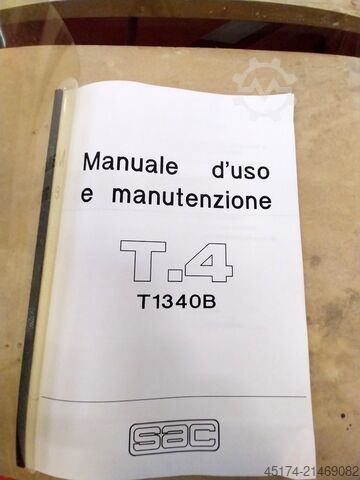 Manuale d'uso
e manutenzione
T.4
T1340B
sac
45174-21469082